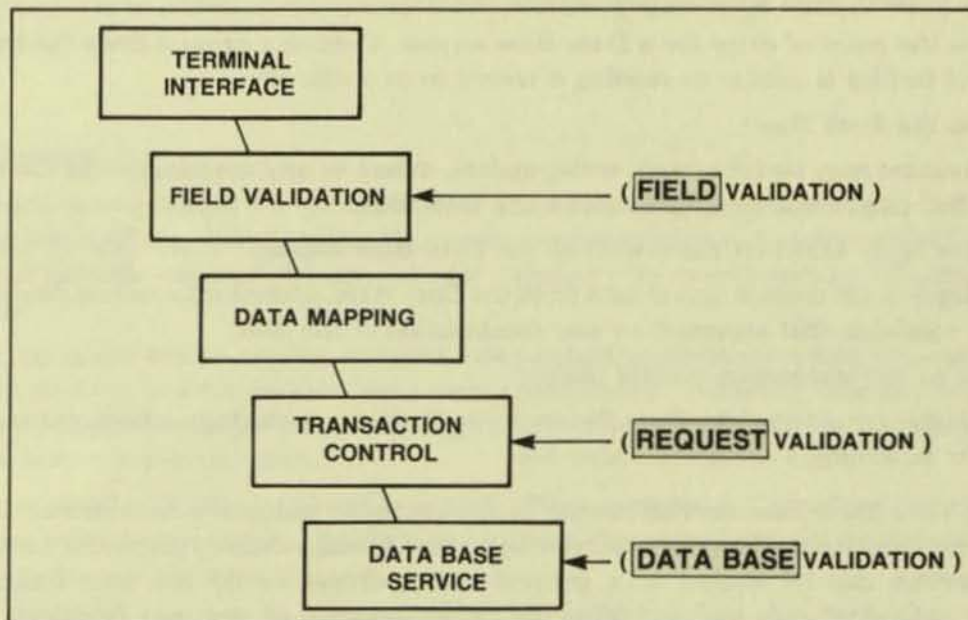 TERMINAL
INTERFACE
FIELD VALIDATION
( FIELD VALIDATION )
DATA MAPPING
TRANSACTION
CONTROL
( REQUEST VALIDATION )
DATA BASE
SERVICE
( DATA BASE VALIDATION )